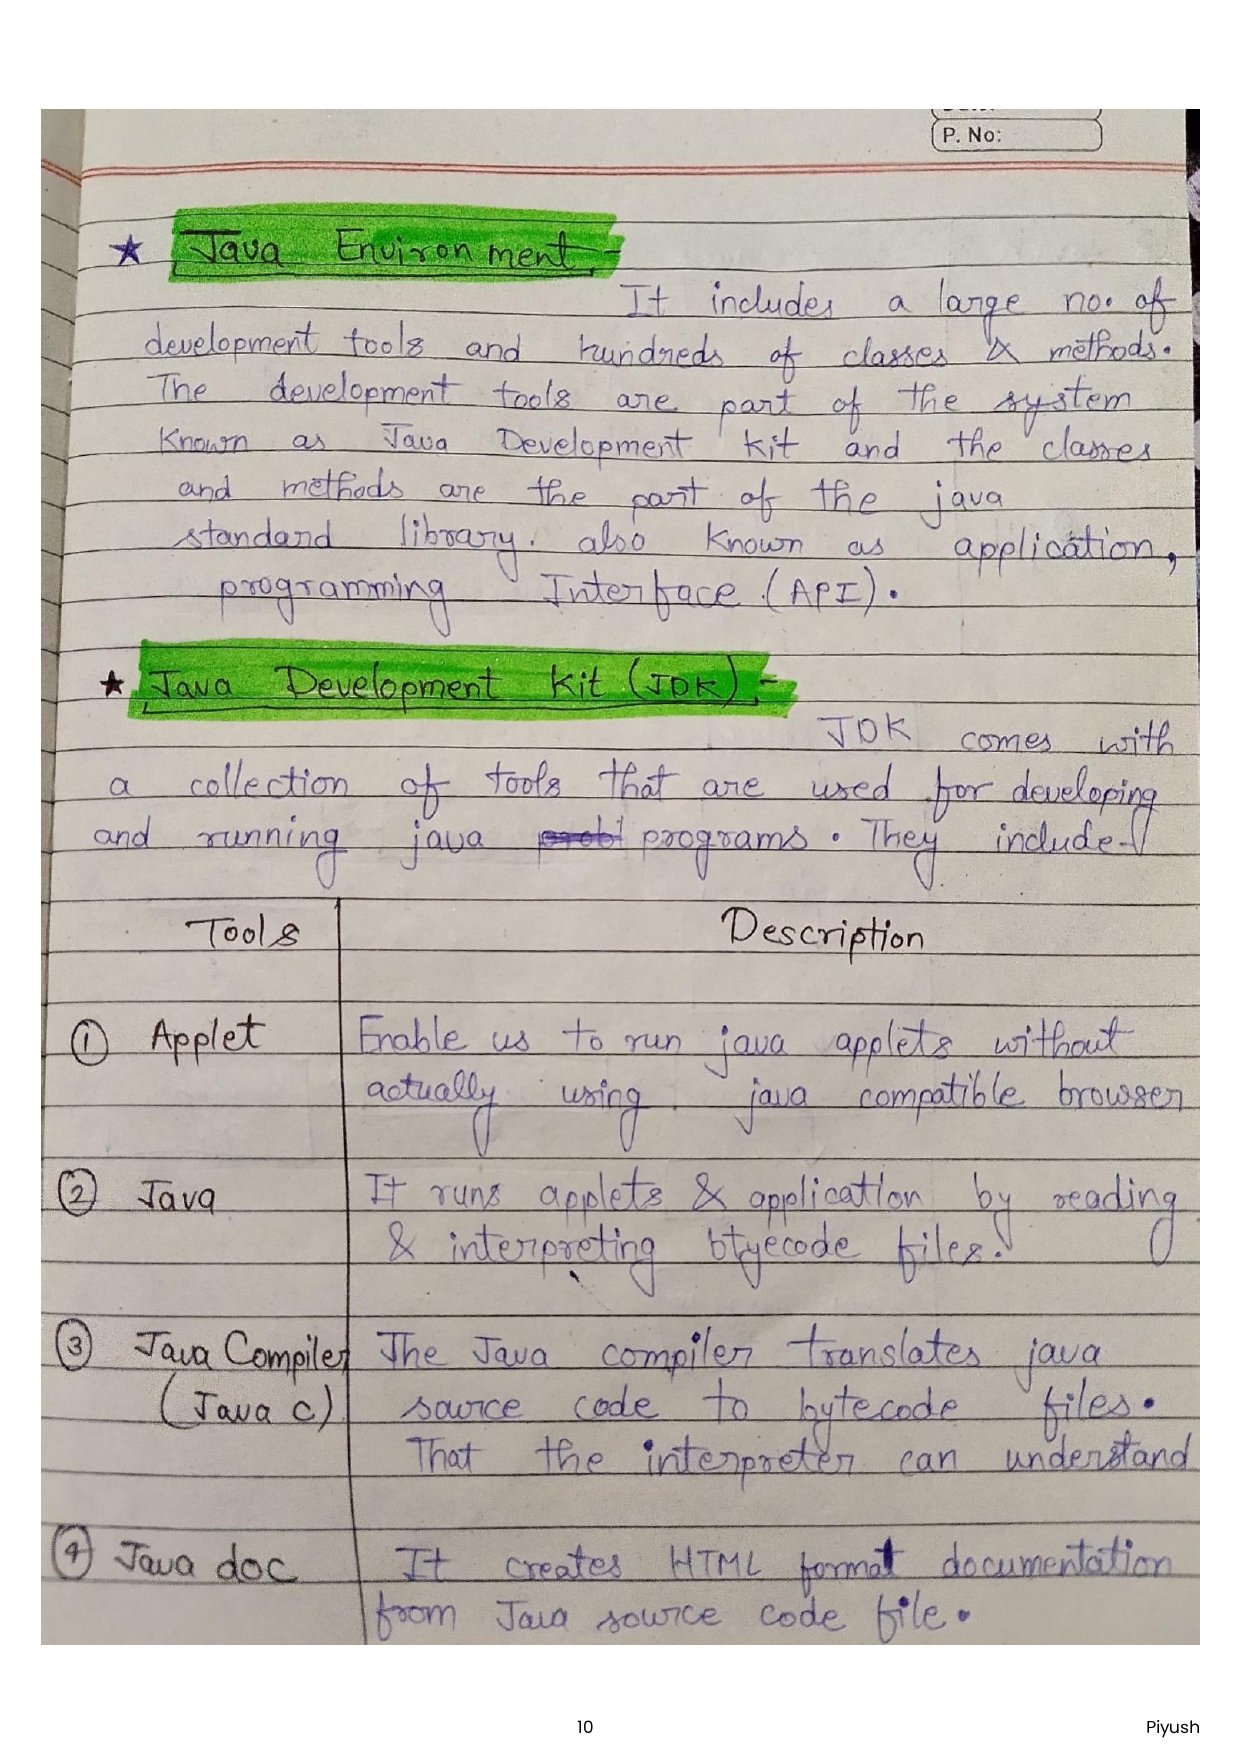 P. No:
★ Java Environment :-
It includes a large no. of
development tools and hundreds of classes & methods.
The development tools are part of the system
Known as Java Development kit and the classes
and methods are the part of the java
standard library. also known as application,
programming Interface (API).
★ Java Development kit (JDK) :-
JDK comes with
a collection of tools that are used for developing
and running java programs. They include-
Tools Description
① Applet Enable us to run java applets without
actually using java compatible browser
② Java It runs applets & application by reading
& interpreting btyecode files.
③ Java Compiler The Java compiler translates java
(Java c) source code to bytecode files.
That the interpreter can understand
④ Java doc It creates HTML format documentation
from Java source code file.
10 Piyush